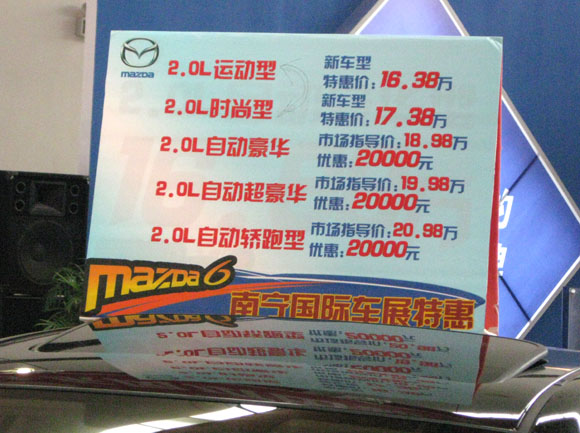 mazda
2.0L运动型
新车型
特惠价:16.38万
2.0L时尚型
新车型
特惠价:17.38万
2.0L自动豪华
市场指导价:18.98万
优惠:20000元
2.0L自动超豪华
市场指导价:19.98万
优惠:20000元
2.0L自动轿跑型
市场指导价:20.98万
优惠:20000元
mazda6
南宁国际车展特惠
的